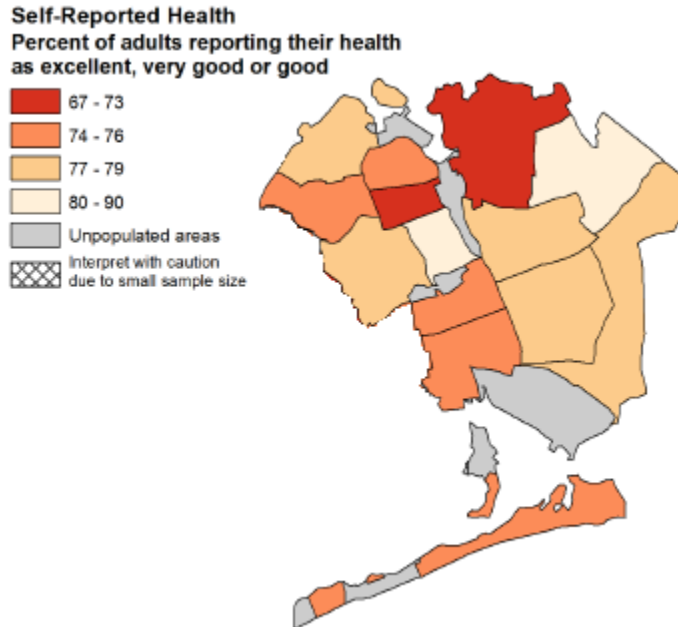 Self-Reported Health
Percent of adults reporting their health
as excellent, very good or good
67 - 73
74 - 76
77 - 79
80 - 90
Unpopulated areas
Interpret with caution
due to small sample size